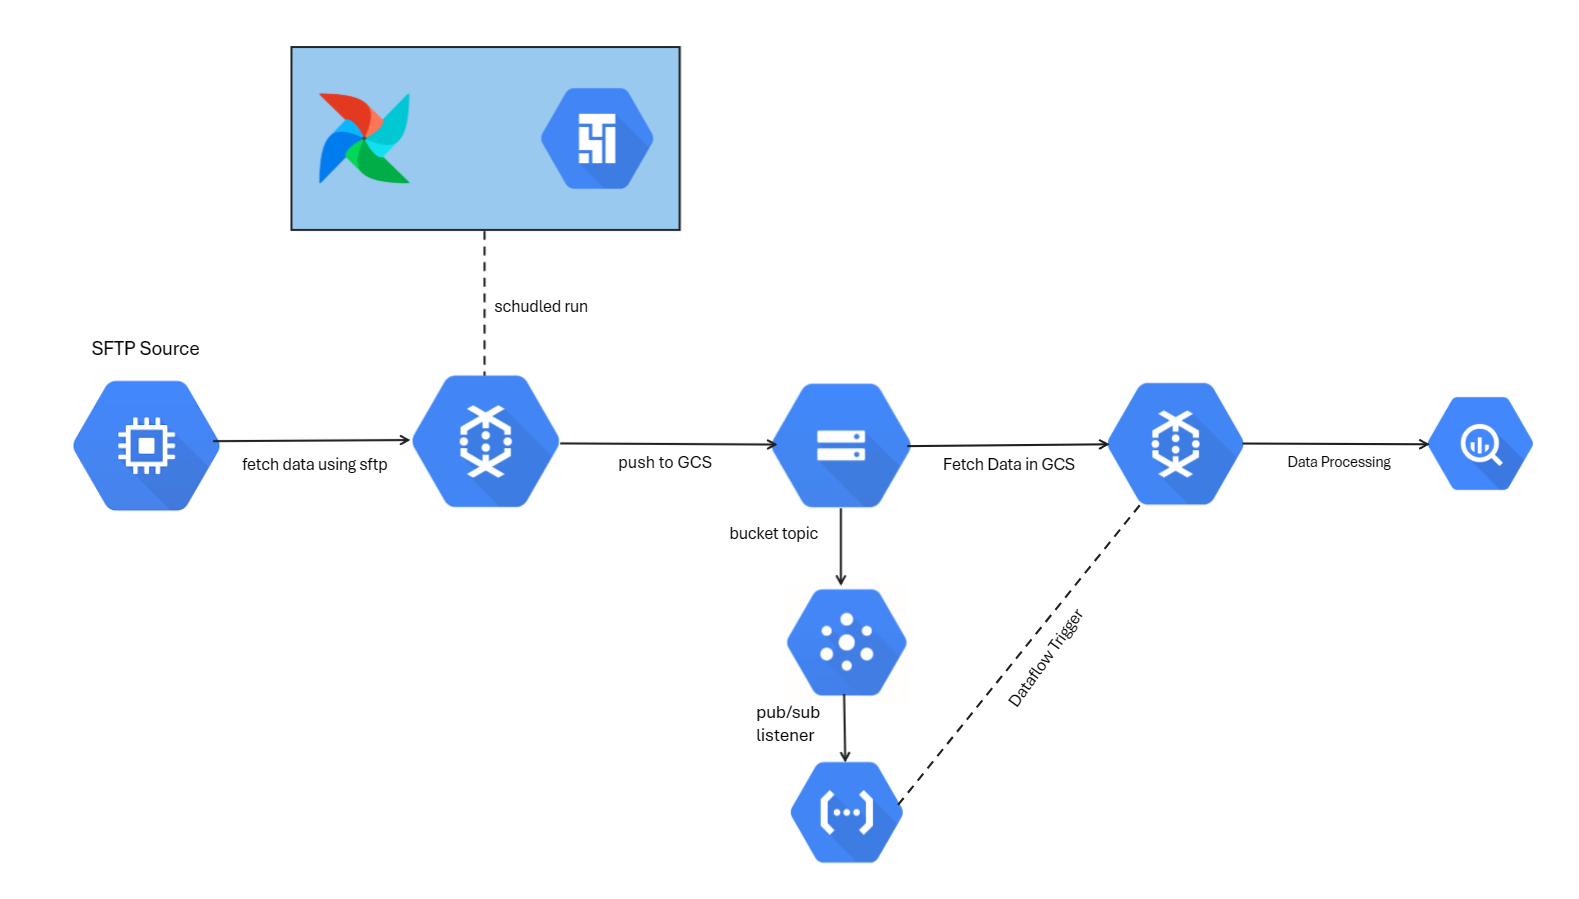 schudled run
SFTP Source
fetch data using sftp
push to GCS
Fetch Data in GCS
Data Processing
bucket topic
Dataflow Trigger
pub/sub
listener